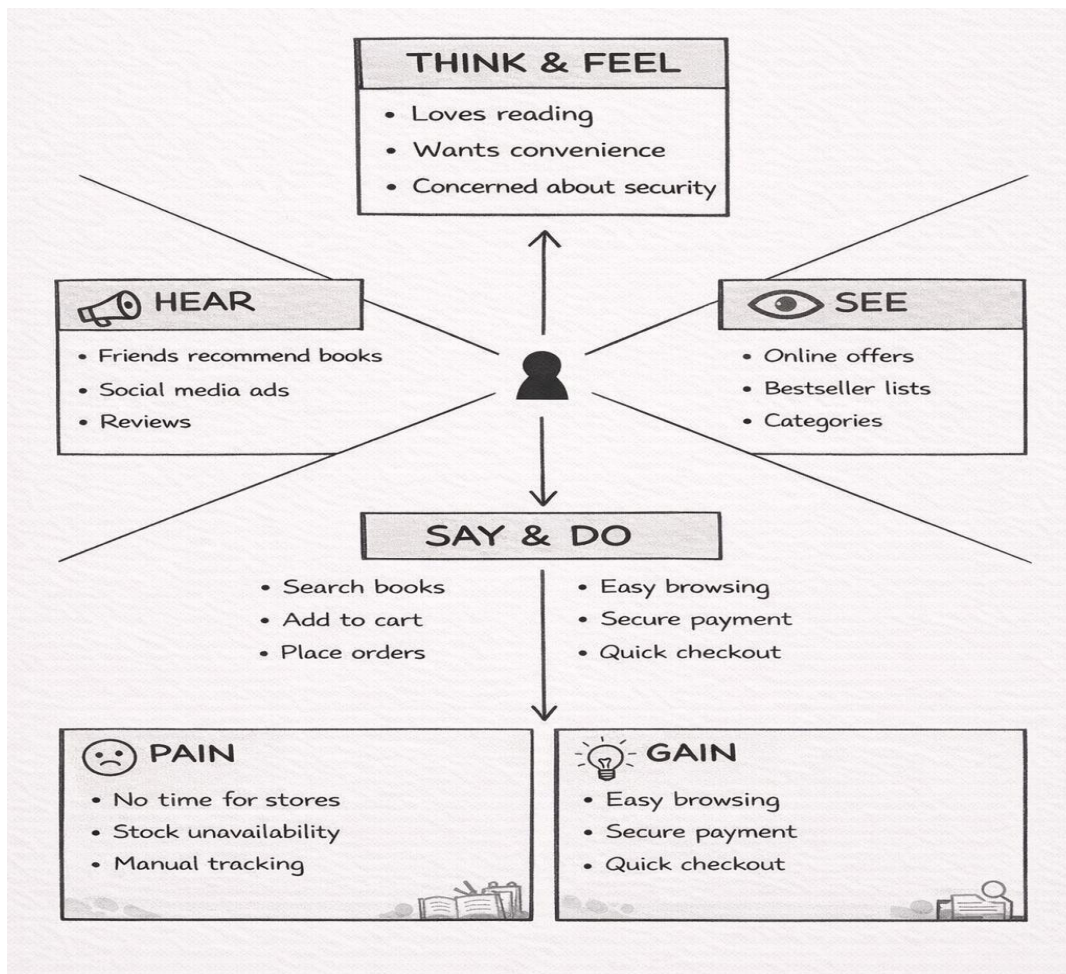 THINK & FEEL
• Loves reading
• Wants convenience
• Concerned about security
HEAR
• Friends recommend books
• Social media ads
• Reviews
SEE
• Online offers
• Bestseller lists
• Categories
SAY & DO
• Search books
• Add to cart
• Place orders
• Easy browsing
• Secure payment
• Quick checkout
PAIN
• No time for stores
• Stock unavailability
• Manual tracking
GAIN
• Easy browsing
• Secure payment
• Quick checkout